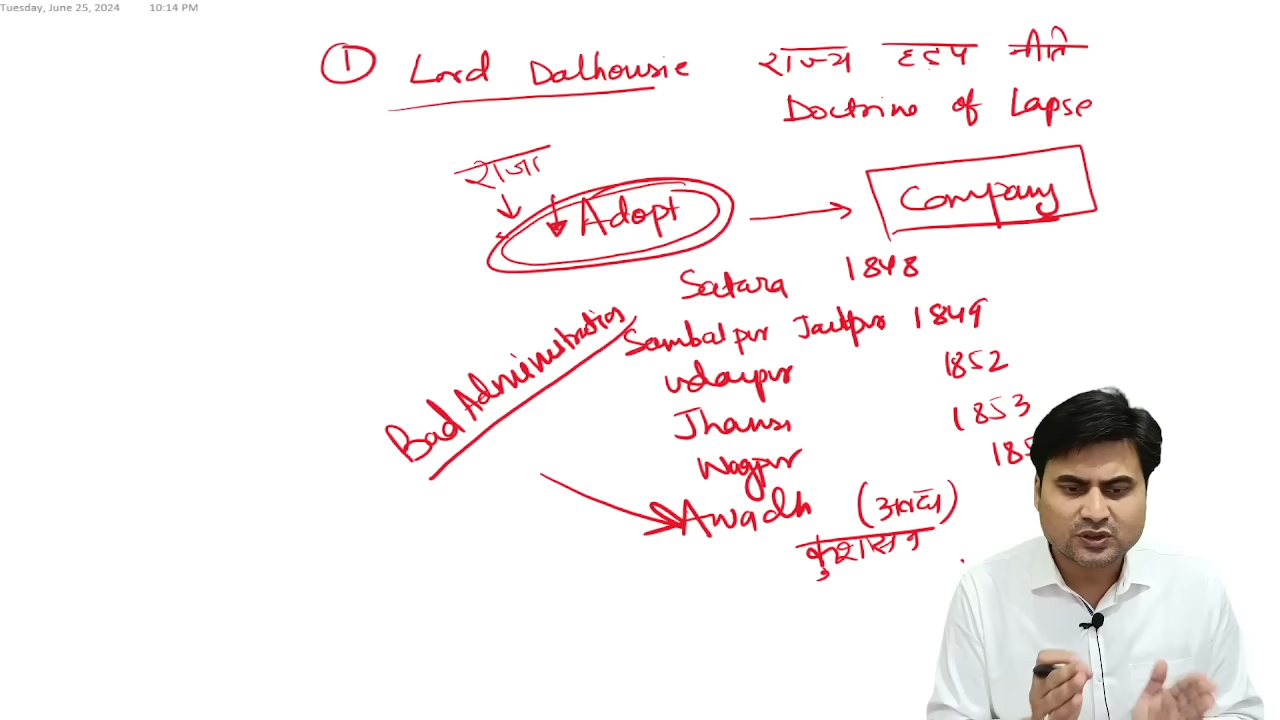 Tuesday, June 25, 2024 10:14 PM
① Lord Dalhousie राज्य हड़प नीति
Doctrine of Lapse
राजा
Adopt
Company
Satara 1848
Sambalpur Jaitpur 1849
Udaipur 1852
Jhansi 1853
Nagpur 185
Bad Administration
Awadh (अवध)
कुशासन